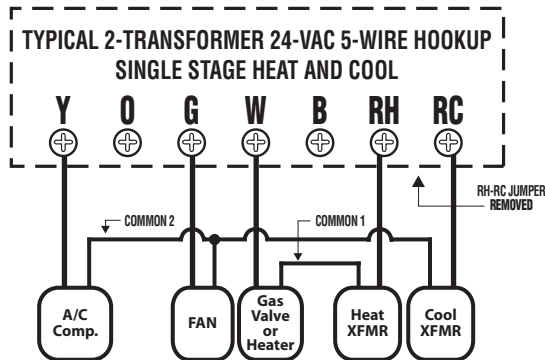 TYPICAL 2-TRANSFORMER 24-VAC 5-WIRE HOOKUP
SINGLE STAGE HEAT AND COOL
Y O G W B RH RC
RH-RC JUMPER
REMOVED
COMMON 2
COMMON 1
A/C
Comp.
FAN
Gas
Valve
or
Heater
Heat
XFMR
Cool
XFMR